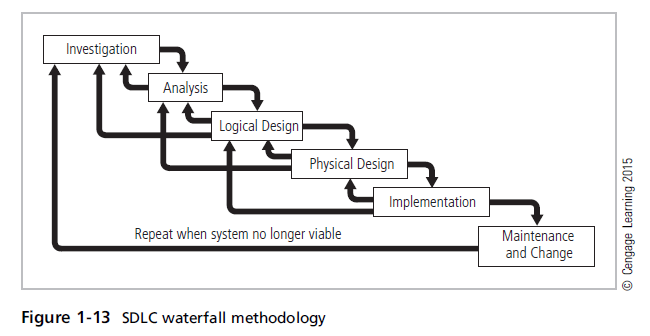 Investigation
Analysis
Logical Design
Physical Design
Implementation
Maintenance
and Change
Repeat when system no longer viable
© Cengage Learning 2015
Figure 1-13 SDLC waterfall methodology